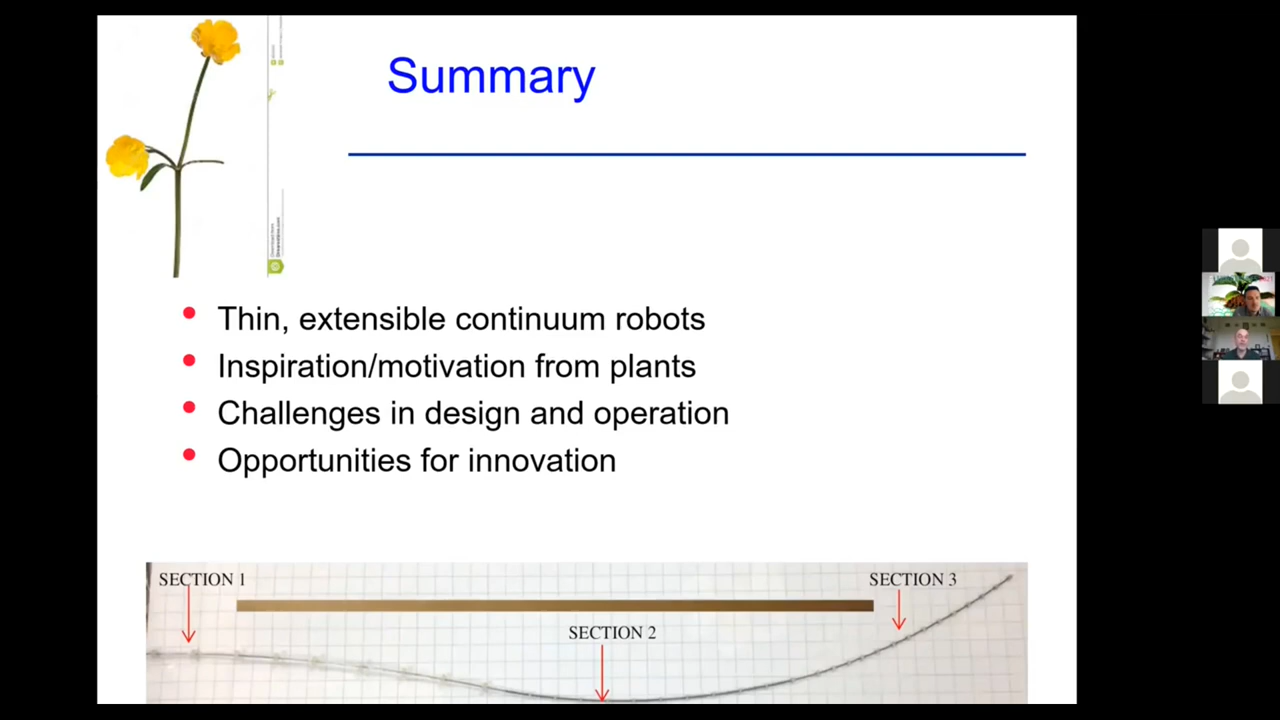 Summary
• Thin, extensible continuum robots
• Inspiration/motivation from plants
• Challenges in design and operation
• Opportunities for innovation
SECTION 1
SECTION 3
SECTION 2